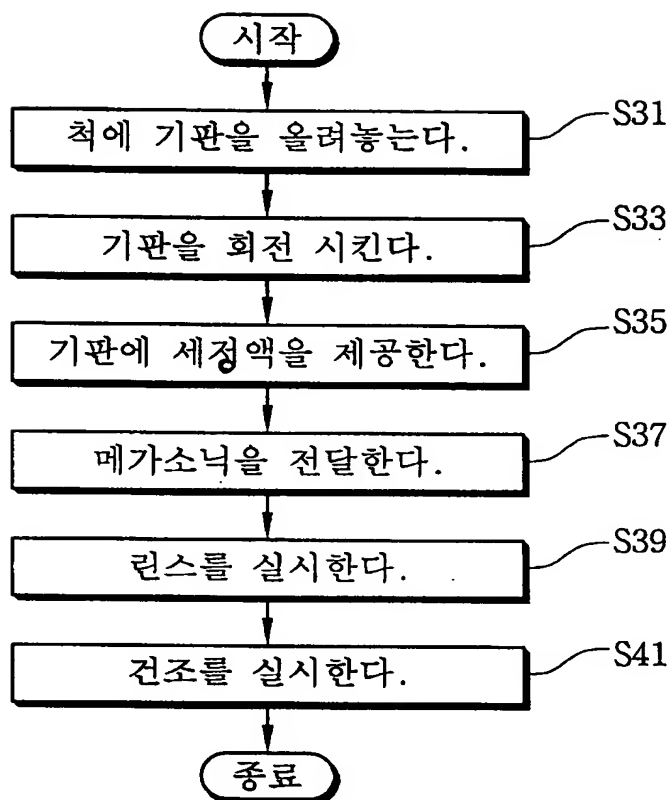 시작
척에 기판을 올려놓는다. S31
기판을 회전 시킨다. S33
기판에 세정액을 제공한다. S35
메가소닉을 전달한다. S37
린스를 실시한다. S39
건조를 실시한다. S41
종료